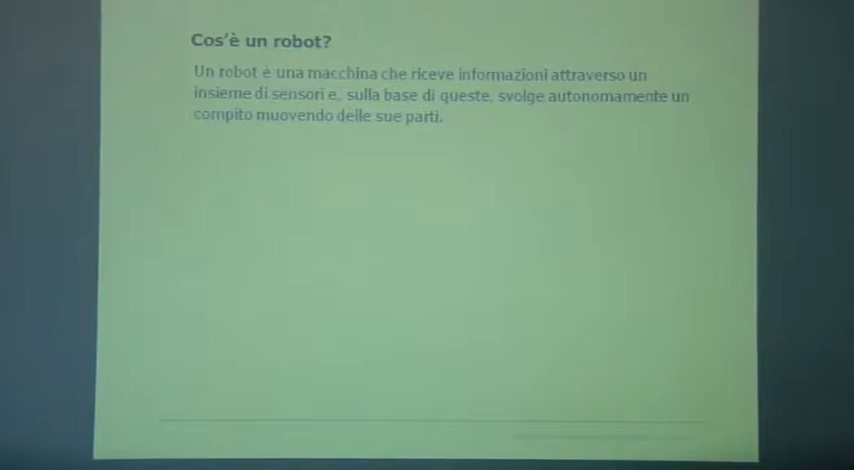 Cos'è un robot?
Un robot è una macchina che riceve informazioni attraverso un
insieme di sensori e, sulla base di queste, svolge autonomamente un
compito muovendo delle sue parti.